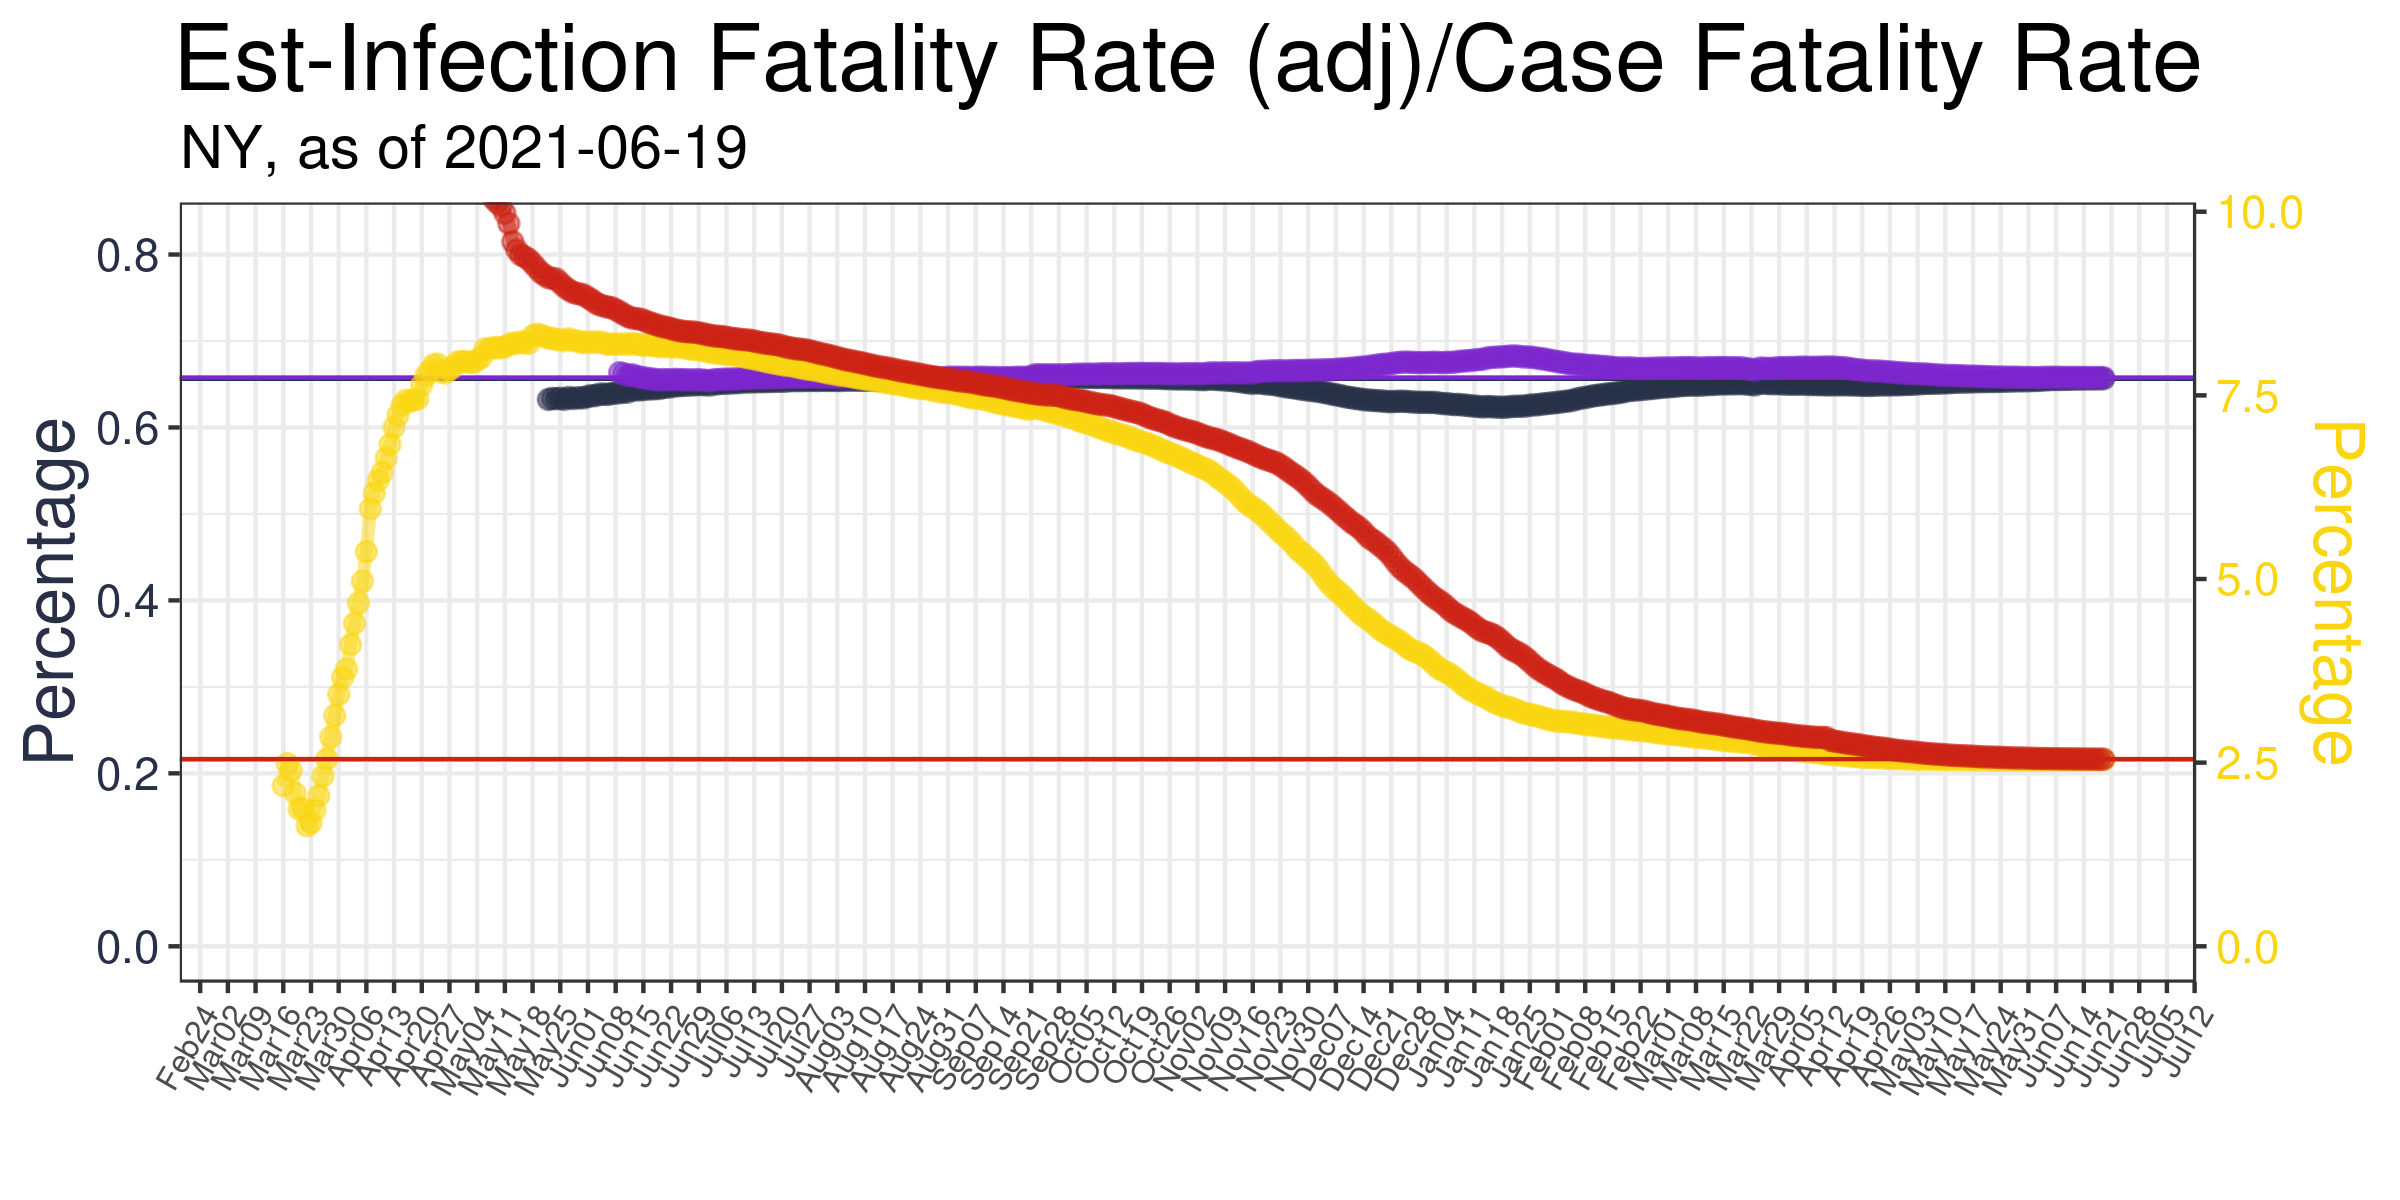 Est-Infection Fatality Rate (adj)/Case Fatality Rate
NY, as of 2021-06-19
Percentage
0.8
0.6
0.4
0.2
0.0
10.0
7.5
5.0
2.5
0.0
Percentage
Feb24
Mar02
Mar09
Mar16
Mar23
Mar30
Apr06
Apr13
Apr20
Apr27
May04
May11
May18
May25
Jun01
Jun08
Jun15
Jun22
Jun29
Jul06
Jul13
Jul20
Jul27
Aug03
Aug10
Aug17
Aug24
Aug31
Sep07
Sep14
Sep21
Sep28
Oct05
Oct12
Oct19
Oct26
Nov02
Nov09
Nov16
Nov23
Nov30
Dec07
Dec14
Dec21
Dec28
Jan04
Jan11
Jan18
Jan25
Feb01
Feb08
Feb15
Feb22
Mar01
Mar08
Mar15
Mar22
Mar29
Apr05
Apr12
Apr19
Apr26
May03
May10
May17
May24
May31
Jun07
Jun14
Jun21
Jun28
Jul05
Jul12